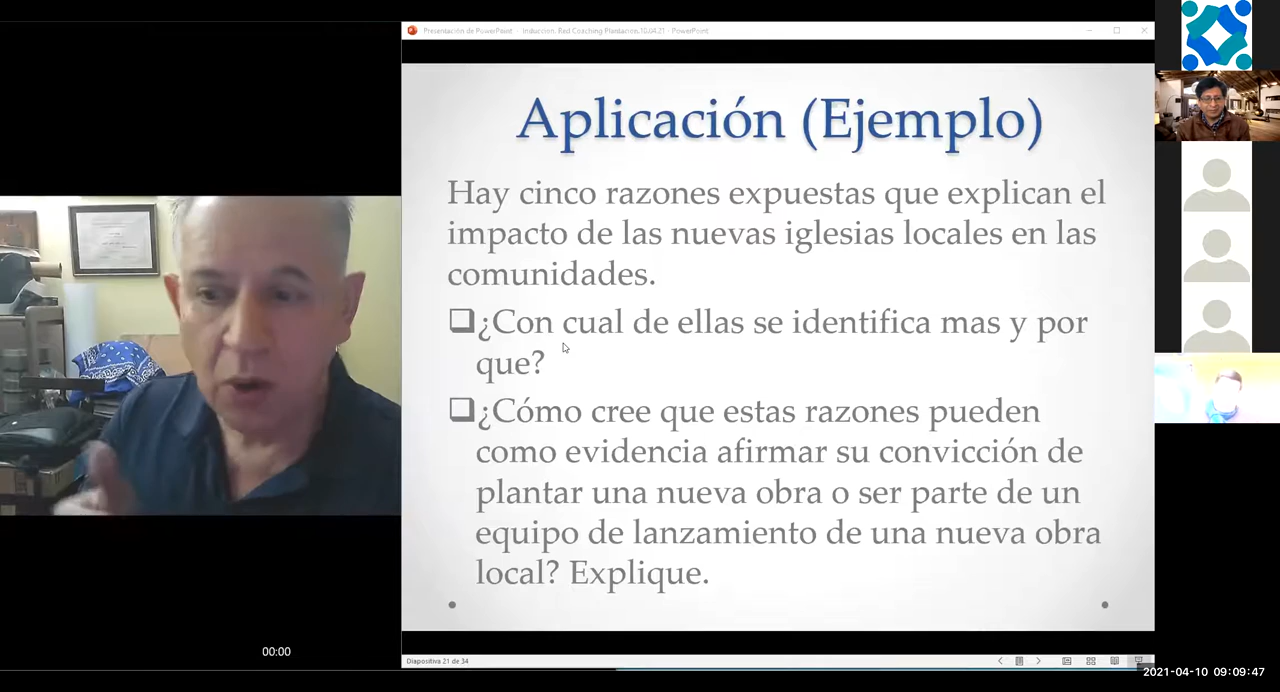 Presentación de PowerPoint - Induccion. Red Coaching Plantacion.10.04.21 - PowerPoint
Aplicación (Ejemplo)
Hay cinco razones expuestas que explican el
impacto de las nuevas iglesias locales en las
comunidades.
¿Con cual de ellas se identifica mas y por
que?
¿Cómo cree que estas razones pueden
como evidencia afirmar su convicción de
plantar una nueva obra o ser parte de un
equipo de lanzamiento de una nueva obra
local? Explique.
00:00
Diapositiva 21 de 34
2021-04-10 09:09:47